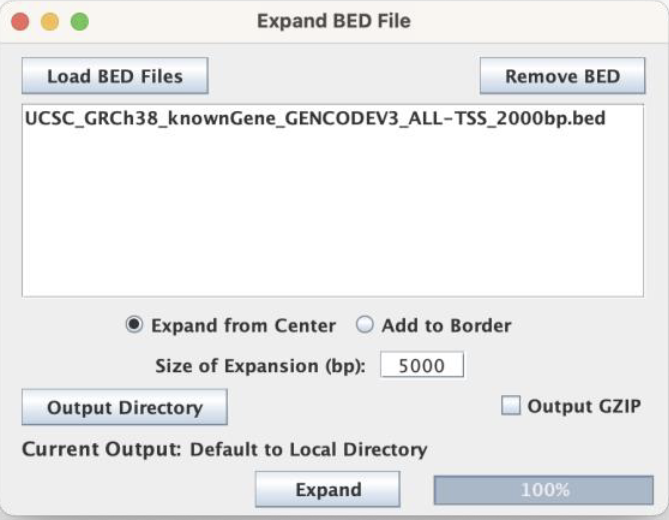 Expand BED File
Load BED Files
Remove BED
UCSC_GRCh38_knownGene_GENCODEV3_ALL-TSS_2000bp.bed
Expand from Center
Add to Border
Size of Expansion (bp): 5000
Output Directory
Output GZIP
Current Output: Default to Local Directory
Expand
100%